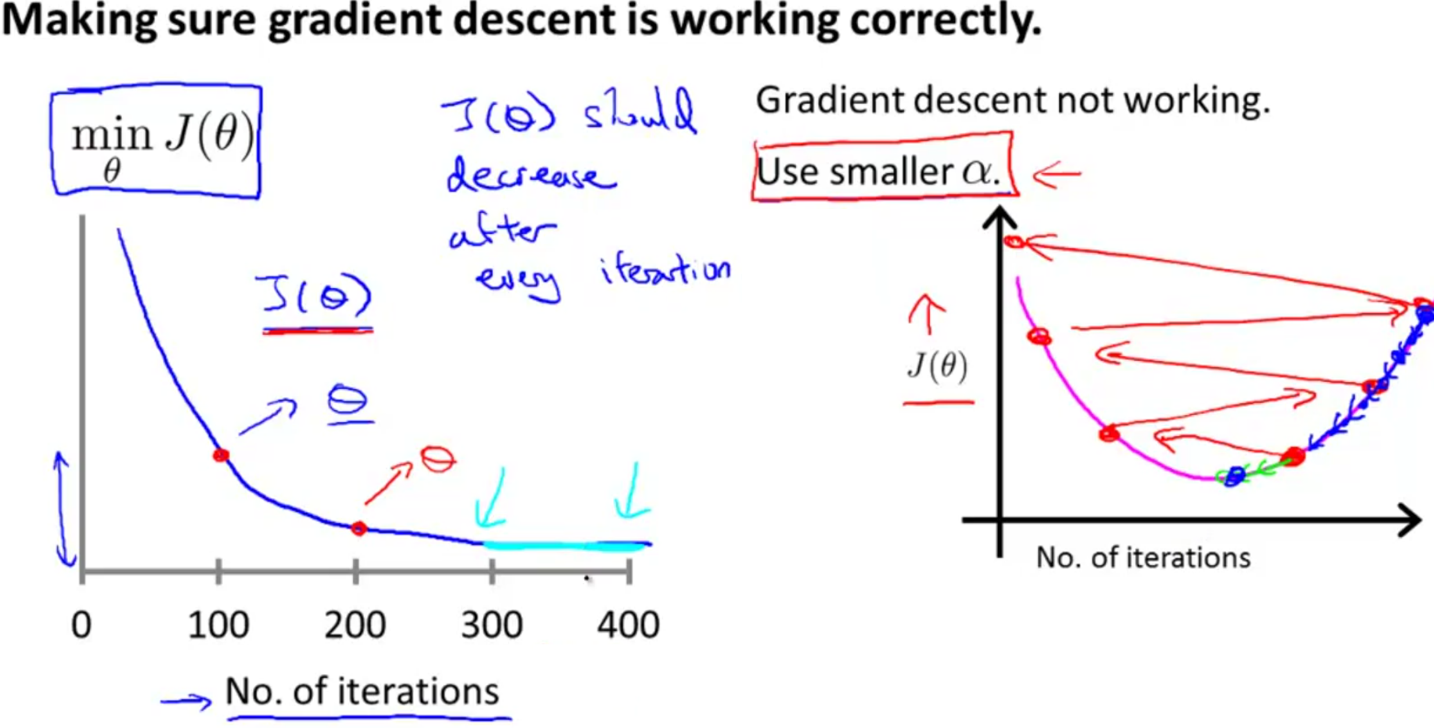 Making sure gradient descent is working correctly.
min J(θ)
θ
J(θ) should
decrease
after
every iteration
J(θ)
θ
θ
0 100 200 300 400
No. of iterations
Gradient descent not working.
Use smaller α.
J(θ)
No. of iterations